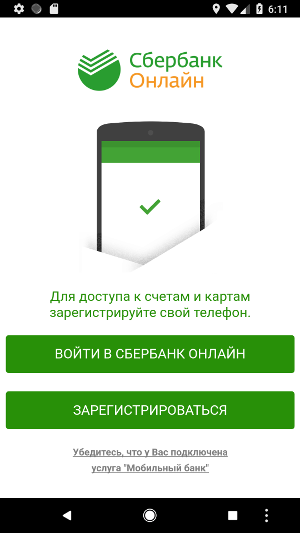 6:11
Сбербанк
Онлайн
Для доступа к счетам и картам
зарегистрируйте свой телефон.
ВОЙТИ В СБЕРБАНК ОНЛАЙН
ЗАРЕГИСТРИРОВАТЬСЯ
Убедитесь, что у Вас подключена
услуга "Мобильный банк"